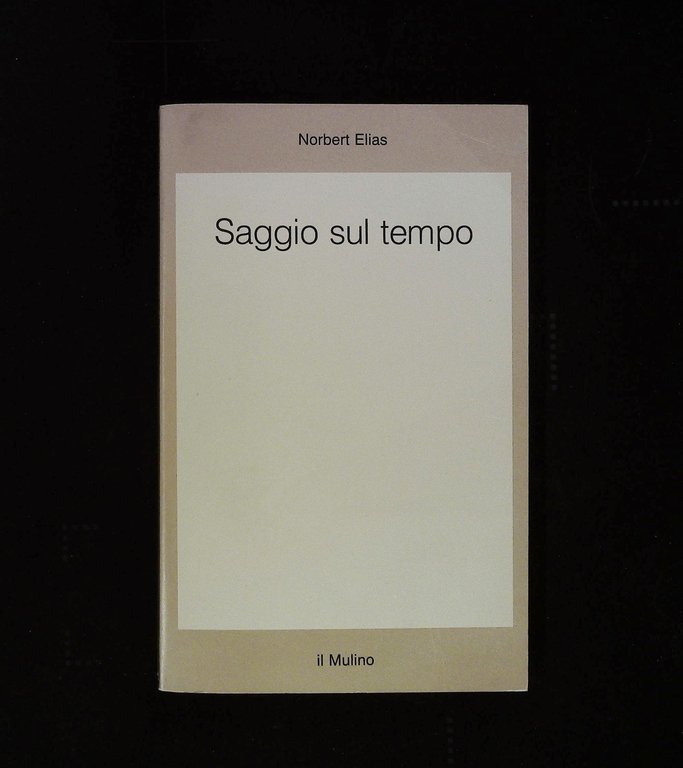 Norbert Elias
Saggio sul tempo
il Mulino